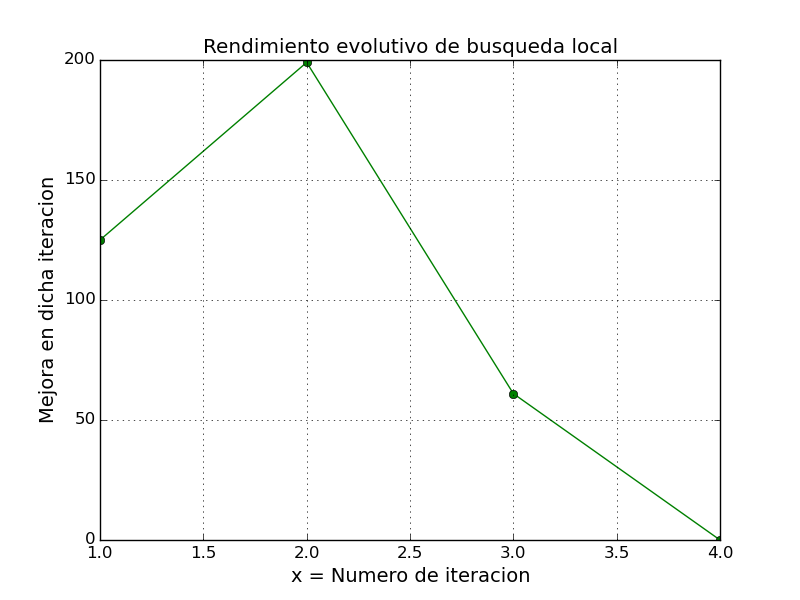 Rendimiento evolutivo de busqueda local
200
150
100
50
0
Mejora en dicha iteracion
1.0 1.5 2.0 2.5 3.0 3.5 4.0
x = Numero de iteracion